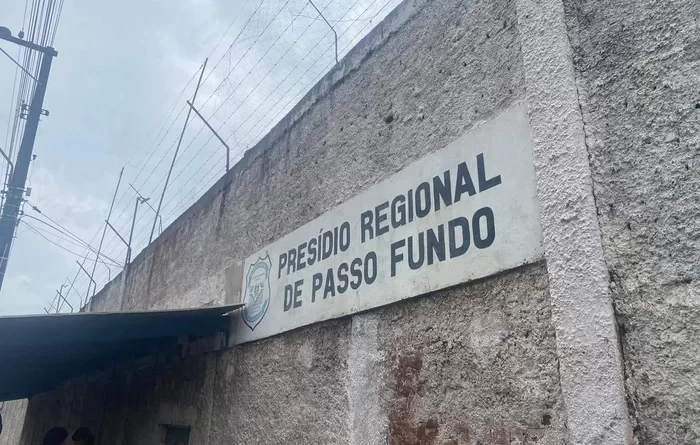 PRESÍDIO REGIONAL
DE PASSO FUNDO